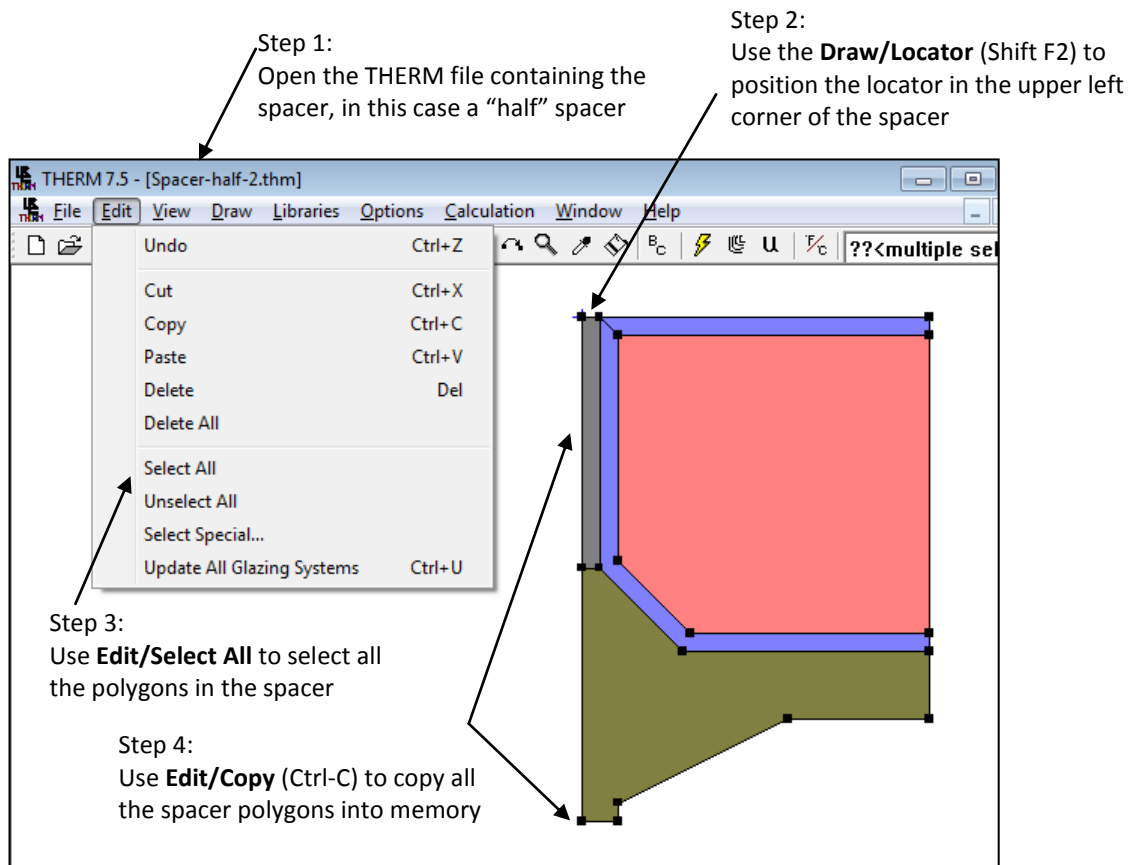 Step 1:
Open the THERM file containing the
spacer, in this case a “half” spacer
Step 2:
Use the Draw/Locator (Shift F2) to
position the locator in the upper left
corner of the spacer
THERM 7.5 - [Spacer-half-2.thm]
File Edit View Draw Libraries Options Calculation Window Help
BC U °F/C ??<multiple sel
Undo Ctrl+Z
Cut Ctrl+X
Copy Ctrl+C
Paste Ctrl+V
Delete Del
Delete All
Select All
Unselect All
Select Special...
Update All Glazing Systems Ctrl+U
Step 3:
Use Edit/Select All to select all
the polygons in the spacer
Step 4:
Use Edit/Copy (Ctrl-C) to copy all
the spacer polygons into memory